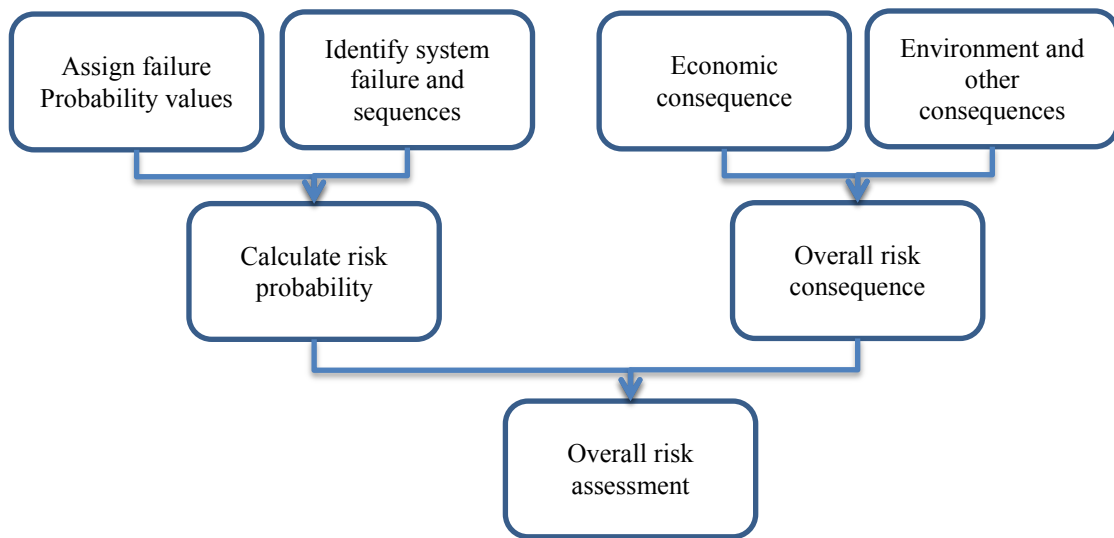 Assign failure
Probability values
Identify system
failure and
sequences
Economic
consequence
Environment and
other
consequences
Calculate risk
probability
Overall risk
consequence
Overall risk
assessment